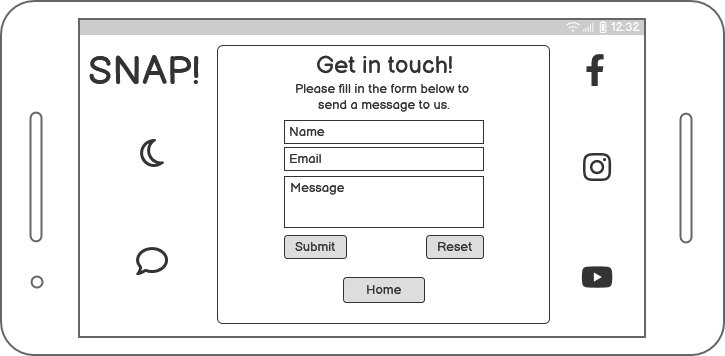 12:32
SNAP!
Get in touch!
Please fill in the form below to
send a message to us.
Name
Email
Message
Submit
Reset
Home